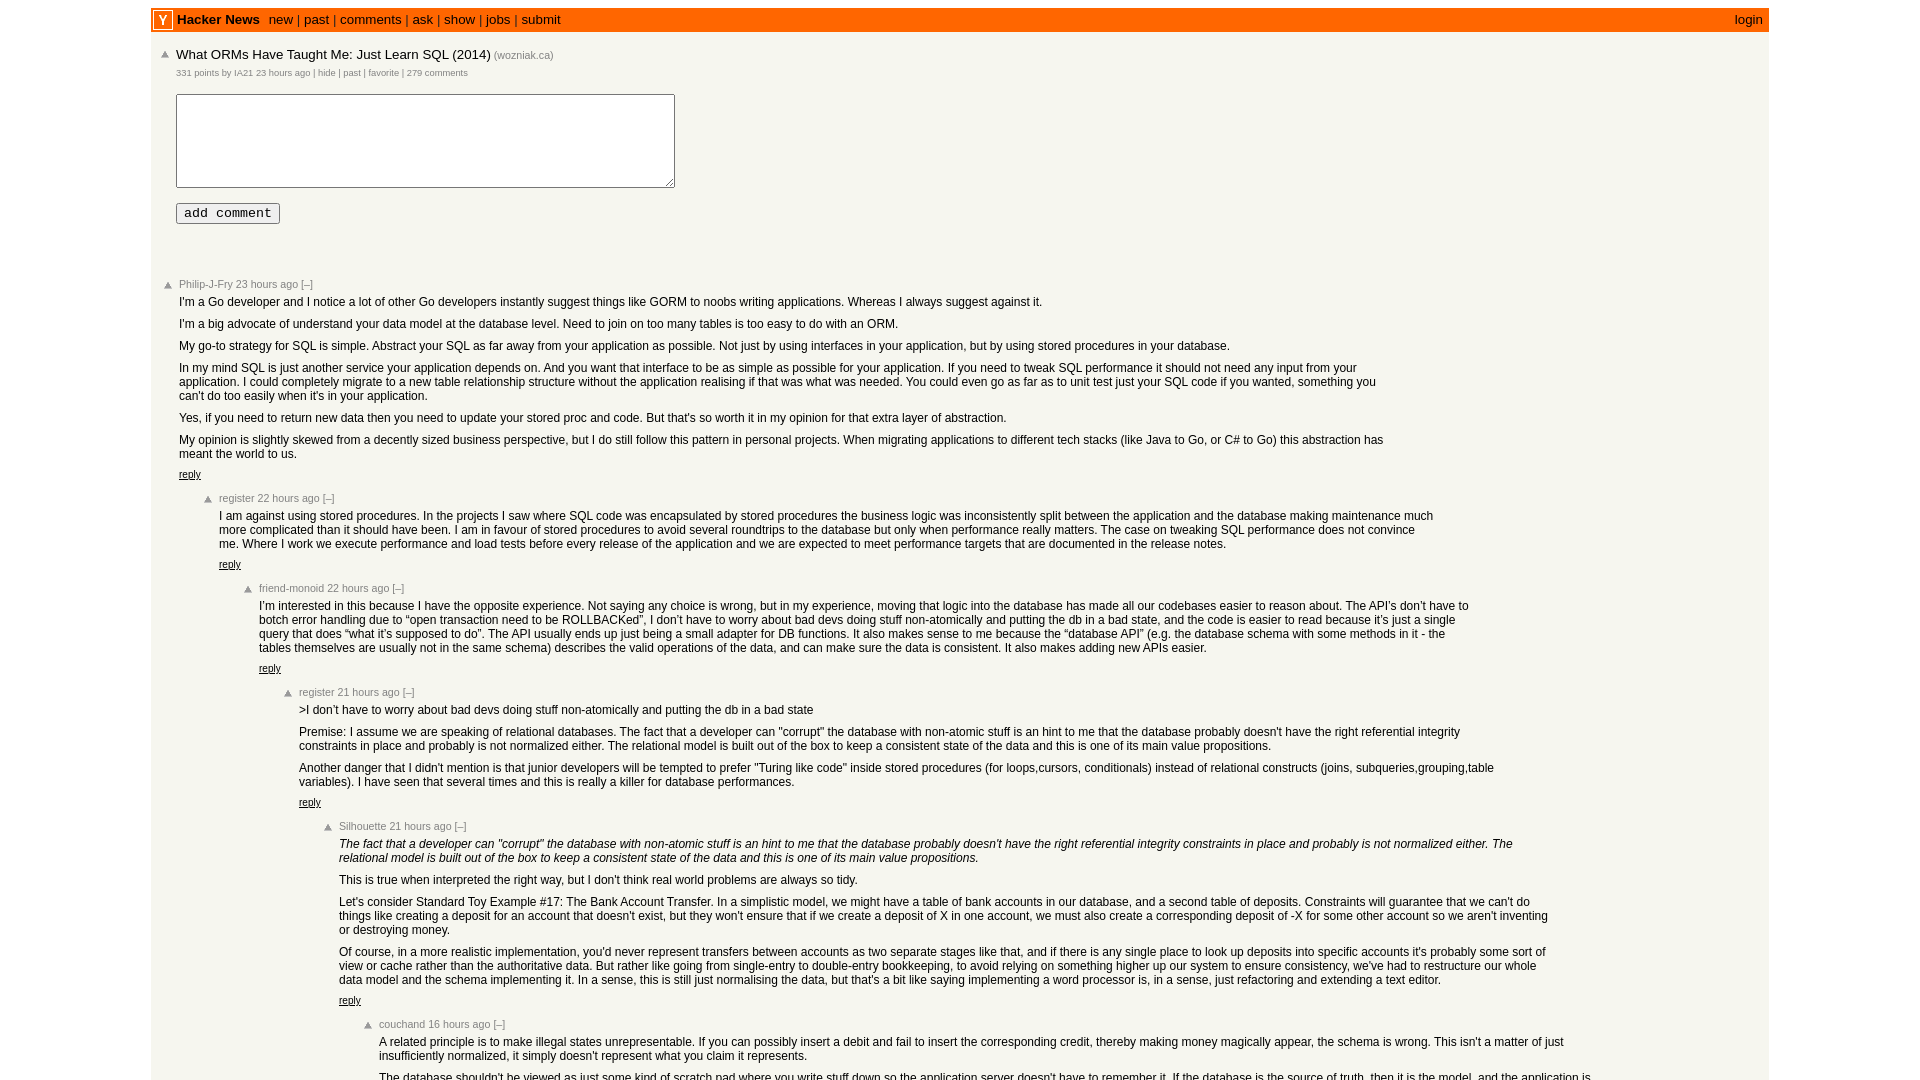 Y Hacker News new | past | comments | ask | show | jobs | submit login
What ORMs Have Taught Me: Just Learn SQL (2014) (wozniak.ca)
331 points by IA21 23 hours ago | hide | past | favorite | 279 comments
add comment
Philip-J-Fry 23 hours ago [–]
I'm a Go developer and I notice a lot of other Go developers instantly suggest things like GORM to noobs writing applications. Whereas I always suggest against it.
I'm a big advocate of understand your data model at the database level. Need to join on too many tables is too easy to do with an ORM.
My go-to strategy for SQL is simple. Abstract your SQL as far away from your application as possible. Not just by using interfaces in your application, but by using stored procedures in your database.
In my mind SQL is just another service your application depends on. And you want that interface to be as simple as possible for your application. If you need to tweak SQL performance it should not need any input from your
application. I could completely migrate to a new table relationship structure without the application realising if that was what was needed. You could even go as far as to unit test just your SQL code if you wanted, something you
can't do too easily when it's in your application.
Yes, if you need to return new data then you need to update your stored proc and code. But that's so worth it in my opinion for that extra layer of abstraction.
My opinion is slightly skewed from a decently sized business perspective, but I do still follow this pattern in personal projects. When migrating applications to different tech stacks (like Java to Go, or C# to Go) this abstraction has
meant the world to us.
reply
register 22 hours ago [–]
I am against using stored procedures. In the projects I saw where SQL code was encapsulated by stored procedures the business logic was inconsistently split between the application and the database making maintenance much
more complicated than it should have been. I am in favour of stored procedures to avoid several roundtrips to the database but only when performance really matters. The case on tweaking SQL performance does not convince
me. Where I work we execute performance and load tests before every release of the application and we are expected to meet performance targets that are documented in the release notes.
reply
friend-monoid 22 hours ago [–]
I’m interested in this because I have the opposite experience. Not saying any choice is wrong, but in my experience, moving that logic into the database has made all our codebases easier to reason about. The API’s don’t have to
botch error handling due to “open transaction need to be ROLLBACKed”, I don’t have to worry about bad devs doing stuff non-atomically and putting the db in a bad state, and the code is easier to read because it’s just a single
query that does “what it’s supposed to do”. The API usually ends up just being a small adapter for DB functions. It also makes sense to me because the “database API” (e.g. the database schema with some methods in it - the
tables themselves are usually not in the same schema) describes the valid operations of the data, and can make sure the data is consistent. It also makes adding new APIs easier.
reply
register 21 hours ago [–]
>I don’t have to worry about bad devs doing stuff non-atomically and putting the db in a bad state
Premise: I assume we are speaking of relational databases. The fact that a developer can "corrupt" the database with non-atomic stuff is an hint to me that the database probably doesn't have the right referential integrity
constraints in place and probably is not normalized either. The relational model is built out of the box to keep a consistent state of the data and this is one of its main value propositions.
Another danger that I didn't mention is that junior developers will be tempted to prefer "Turing like code" inside stored procedures (for loops,cursors, conditionals) instead of relational constructs (joins, subqueries,grouping,table
variables). I have seen that several times and this is really a killer for database performances.
reply
Silhouette 21 hours ago [–]
The fact that a developer can "corrupt" the database with non-atomic stuff is an hint to me that the database probably doesn't have the right referential integrity constraints in place and probably is not normalized either. The
relational model is built out of the box to keep a consistent state of the data and this is one of its main value propositions.
This is true when interpreted the right way, but I don't think real world problems are always so tidy.
Let's consider Standard Toy Example #17: The Bank Account Transfer. In a simplistic model, we might have a table of bank accounts in our database, and a second table of deposits. Constraints will guarantee that we can't do
things like creating a deposit for an account that doesn't exist, but they won't ensure that if we create a deposit of X in one account, we must also create a corresponding deposit of -X for some other account so we aren't inventing
or destroying money.
Of course, in a more realistic implementation, you'd never represent transfers between accounts as two separate stages like that, and if there is any single place to look up deposits into specific accounts it's probably some sort of
view or cache rather than the authoritative data. But rather like going from single-entry to double-entry bookkeeping, to avoid relying on something higher up our system to ensure consistency, we've had to restructure our whole
data model and the schema implementing it. In a sense, this is still just normalising the data, but that's a bit like saying implementing a word processor is, in a sense, just refactoring and extending a text editor.
reply
couchand 16 hours ago [–]
A related principle is to make illegal states unrepresentable. If you can possibly insert a debit and fail to insert the corresponding credit, thereby making money magically appear, the schema is wrong. This isn't a matter of just
insufficiently normalized, it simply doesn't represent what you claim it represents.
The database shouldn't be viewed as just some kind of scratch pad where you write stuff down so the application server doesn't have to remember it. If the database is the source of truth, then it is the model, and the application is